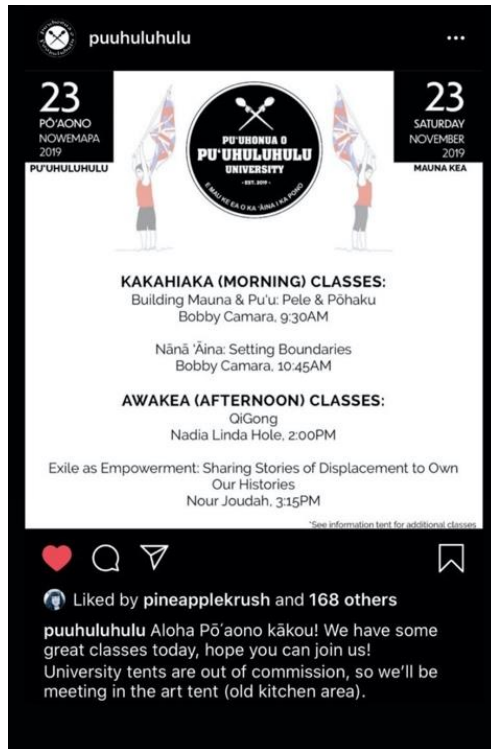 puuhuluhulu
23
PŌʻAONO
NOWEMAPA
2019
PUʻUHULUHULU
PUʻUHONUA O
PUʻUHULUHULU
UNIVERSITY
- EST. 2019 -
E MAU KE EA O KA ʻĀINA I KA PONO
23
SATURDAY
NOVEMBER
2019
MAUNA KEA
KAKAHIAKA (MORNING) CLASSES:
Building Mauna & Puʻu: Pele & Pōhaku
Bobby Camara, 9:30AM
Nānā ʻĀina: Setting Boundaries
Bobby Camara, 10:45AM
AWAKEA (AFTERNOON) CLASSES:
QiGong
Nadia Linda Hole, 2:00PM
Exile as Empowerment: Sharing Stories of Displacement to Own
Our Histories
Nour Joudah, 3:15PM
*See information tent for additional classes
Liked by pineapplekrush and 168 others
puuhuluhulu Aloha Pōʻaono kākou! We have some
great classes today, hope you can join us!
University tents are out of commission, so we’ll be
meeting in the art tent (old kitchen area).